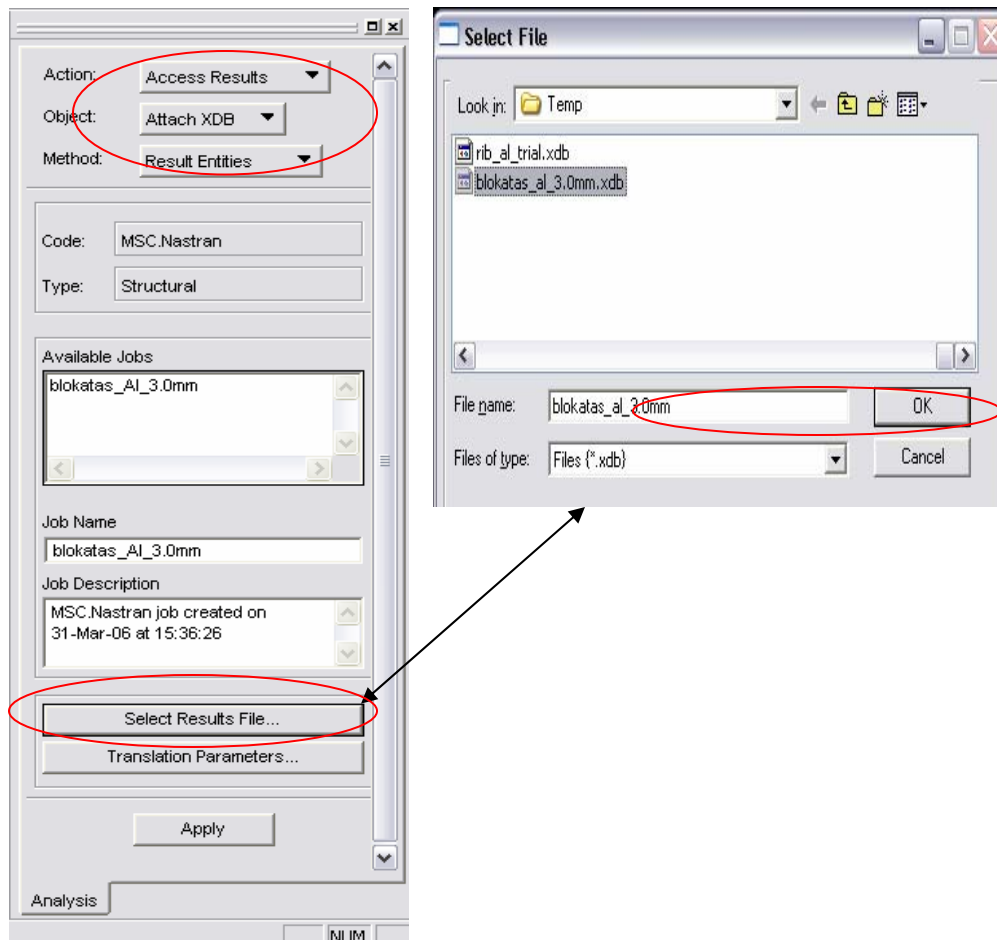 Action: Access Results
Object: Attach XDB
Method: Result Entities
Code: MSC.Nastran
Type: Structural
Available Jobs
blokatas_Al_3.0mm
Job Name
blokatas_Al_3.0mm
Job Description
MSC.Nastran job created on
31-Mar-06 at 15:36:26
Select Results File...
Translation Parameters...
Apply
Analysis
NUM
Select File
Look in: Temp
rib_al_trial.xdb
blokatas_al_3.0mm.xdb
File name: blokatas_al_3.0mm OK
Files of type: Files {*.xdb} Cancel